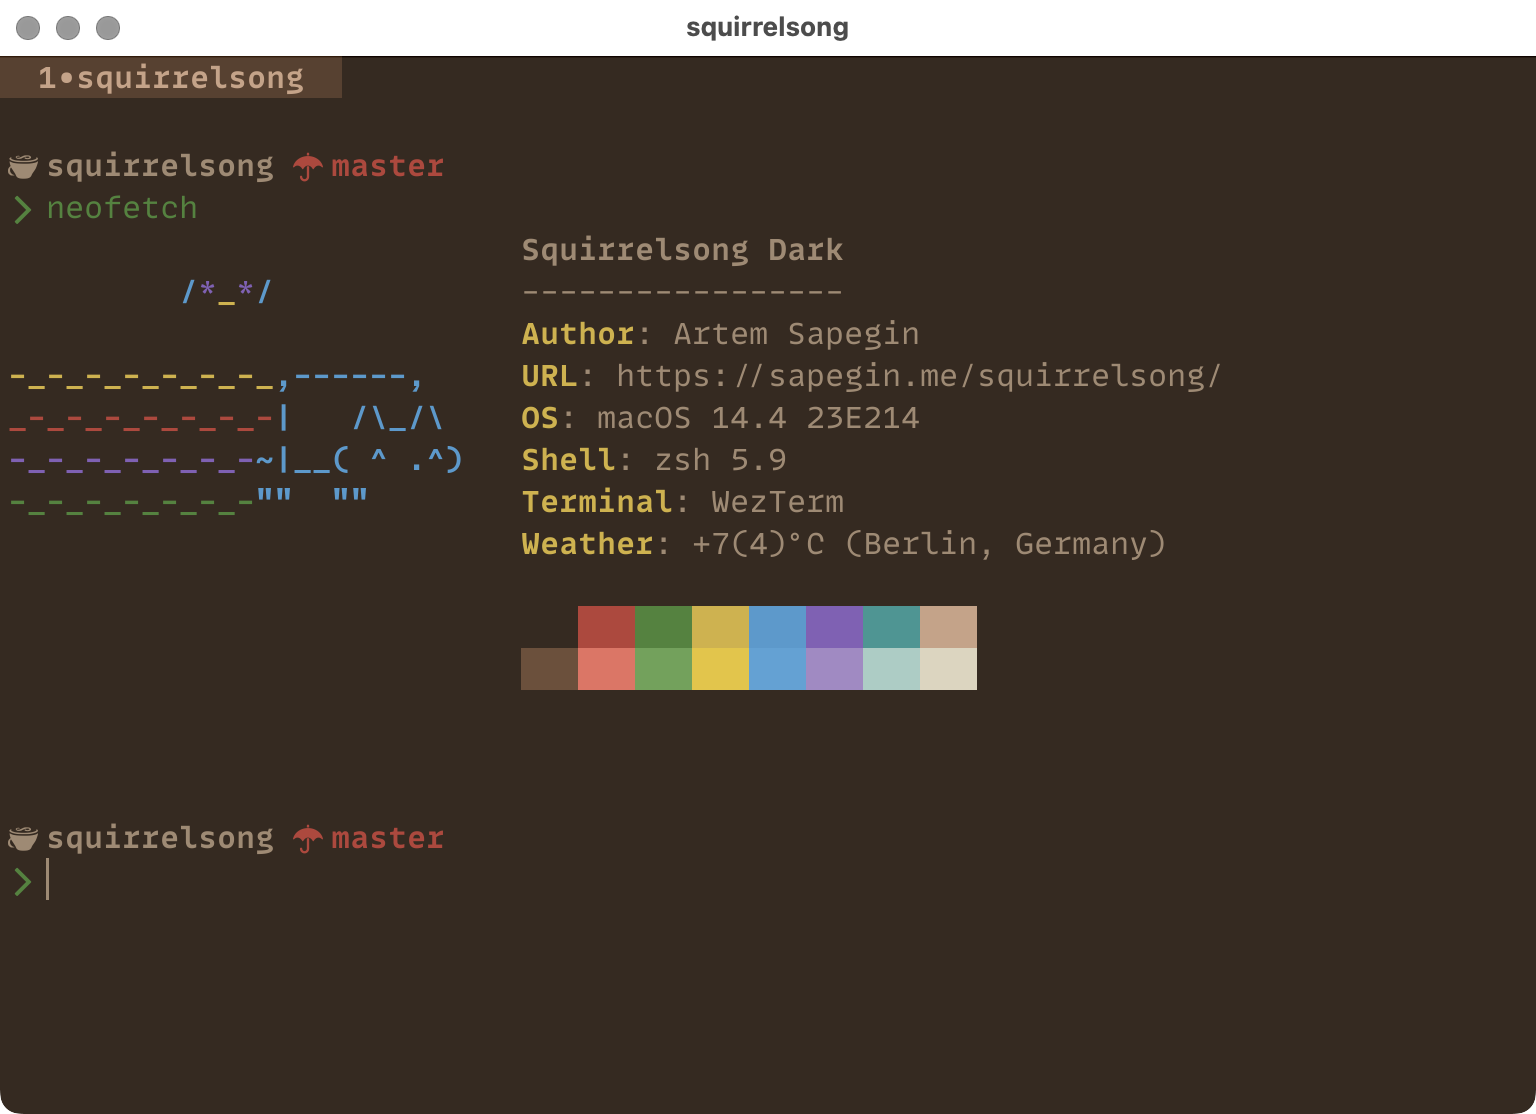 squirrelsong
1•squirrelsong
squirrelsong master
❯ neofetch
Squirrelsong Dark
/*_*/
-----------------
Author: Artem Sapegin
URL: https://sapegin.me/squirrelsong/
-_-_-_-_-_-_-_,------,
OS: macOS 14.4 23E214
_-_-_-_-_-_-_-|   /\_/\
Shell: zsh 5.9
-_-_-_-_-_-_-~|__( ^ .^)
Terminal: WezTerm
-_-_-_-_-_-_-""  ""
Weather: +7(4)°C (Berlin, Germany)
squirrelsong master
❯